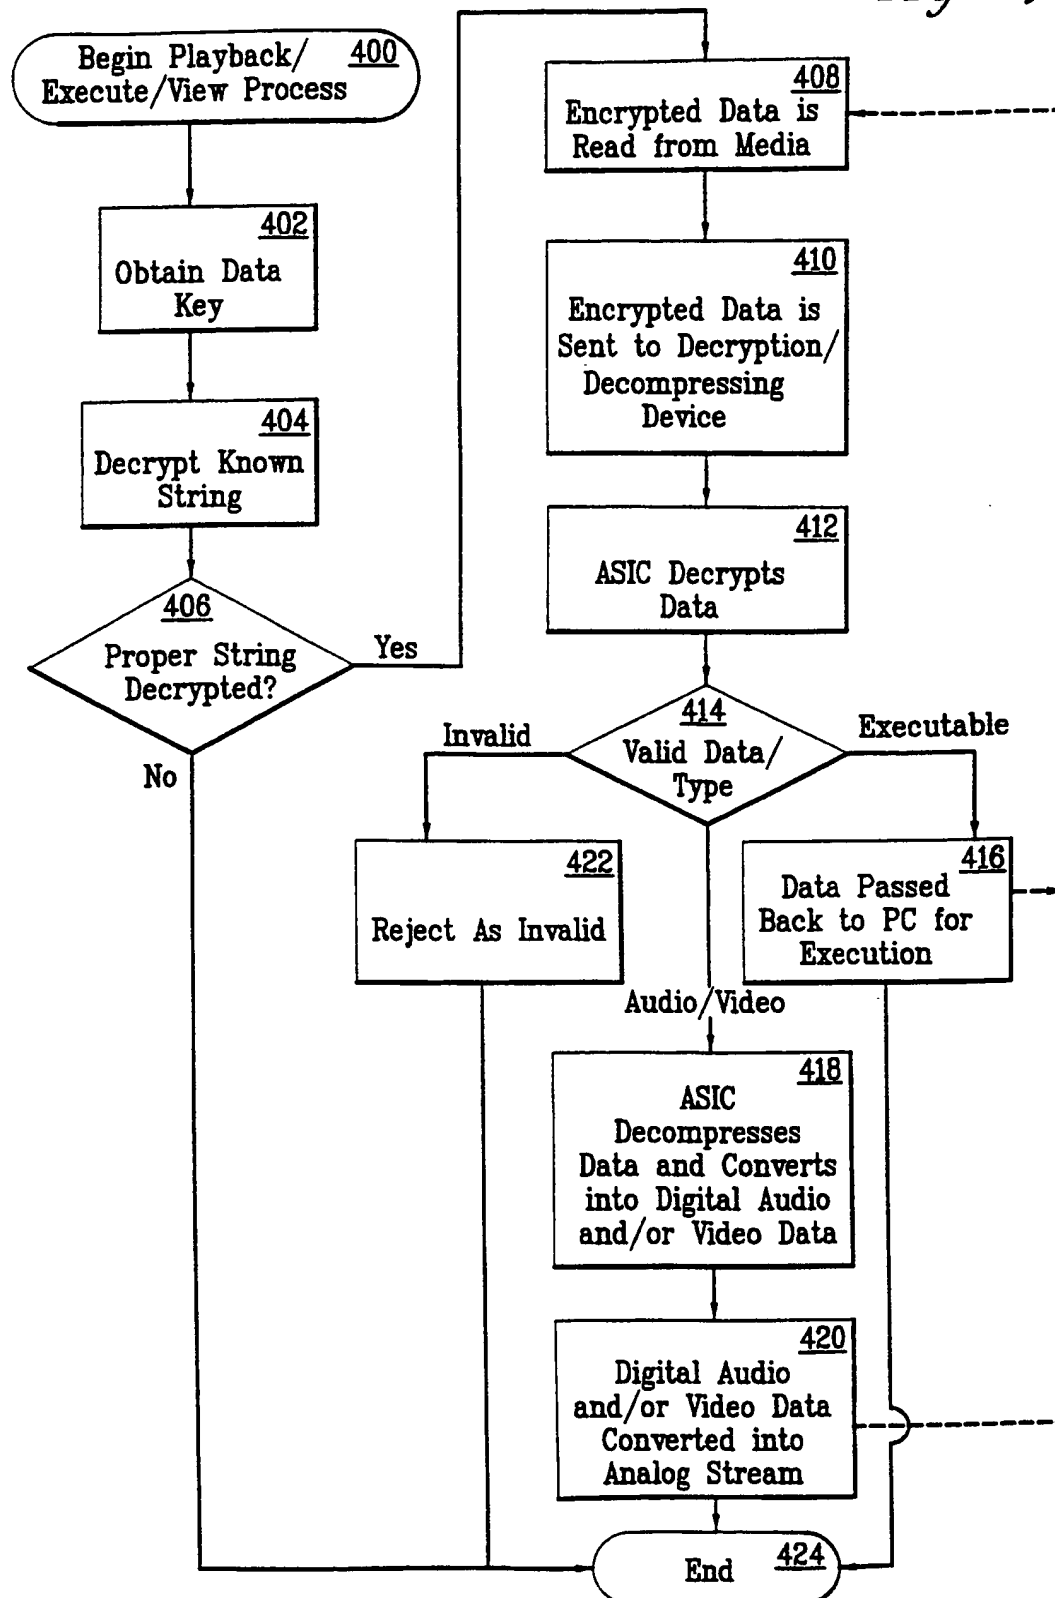 Begin Playback/ 400
Execute/View Process
402
Obtain Data
Key
404
Decrypt Known
String
406
Proper String
Decrypted?
Yes
No
408
Encrypted Data is
Read from Media
410
Encrypted Data is
Sent to Decryption/
Decompressing
Device
412
ASIC Decrypts
Data
414
Valid Data/
Type
Invalid
Executable
422
Reject As Invalid
416
Data Passed
Back to PC for
Execution
Audio/Video
418
ASIC
Decompresses
Data and Converts
into Digital Audio
and/or Video Data
420
Digital Audio
and/or Video Data
Converted into
Analog Stream
End 424